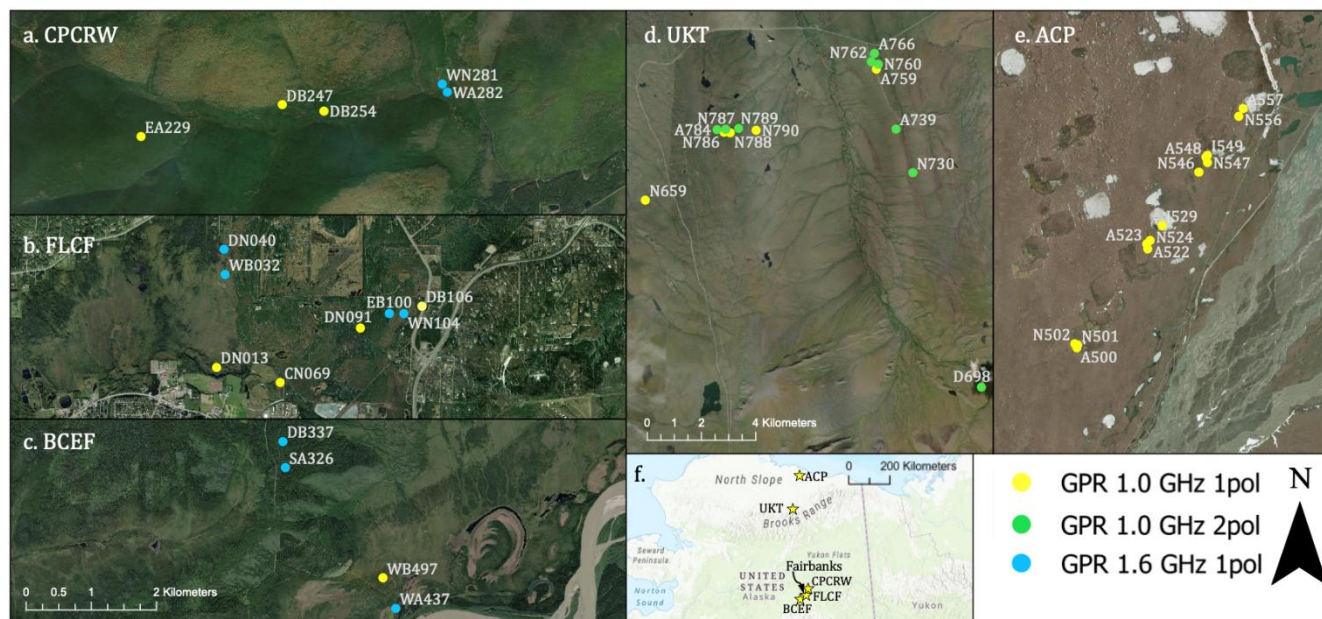 a. CPCRW
WN281
WA282
DB247
DB254
EA229
b. FLCF
DN040
WB032
EB100
DB106
DN091
WN104
DN013
CN069
c. BCEF
DB337
SA326
WB497
WA437
0 0.5 1 2 Kilometers
d. UKT
A766
N762
N760
A759
N787
N789
A784
N790
N786
N788
A739
N730
N659
D698
0 1 2 4 Kilometers
e. ACP
A557
N556
A548
I549
N546
N547
J529
A523
N524
A522
N502
N501
A500
f.
0 200 Kilometers
North Slope
ACP
UKT
Brooks Range
Seward
Peninsula
Yukon Flats
Fairbanks
UNITED
STATES
CPCRW
Alaska
FLCF
Norton
Sound
BCEF
Yukon
GPR 1.0 GHz 1pol
GPR 1.0 GHz 2pol
GPR 1.6 GHz 1pol
N